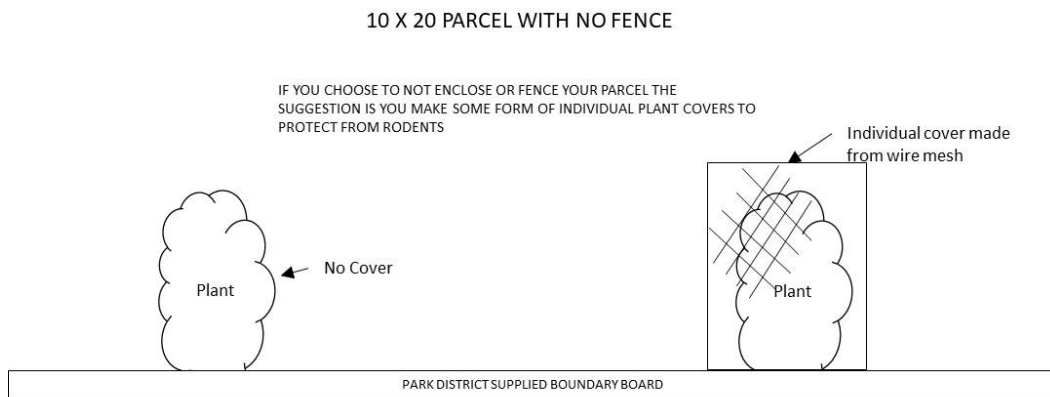 10 X 20 PARCEL WITH NO FENCE
IF YOU CHOOSE TO NOT ENCLOSE OR FENCE YOUR PARCEL THE
SUGGESTION IS YOU MAKE SOME FORM OF INDIVIDUAL PLANT COVERS TO
PROTECT FROM RODENTS
Individual cover made
from wire mesh
No Cover
Plant
Plant
PARK DISTRICT SUPPLIED BOUNDARY BOARD